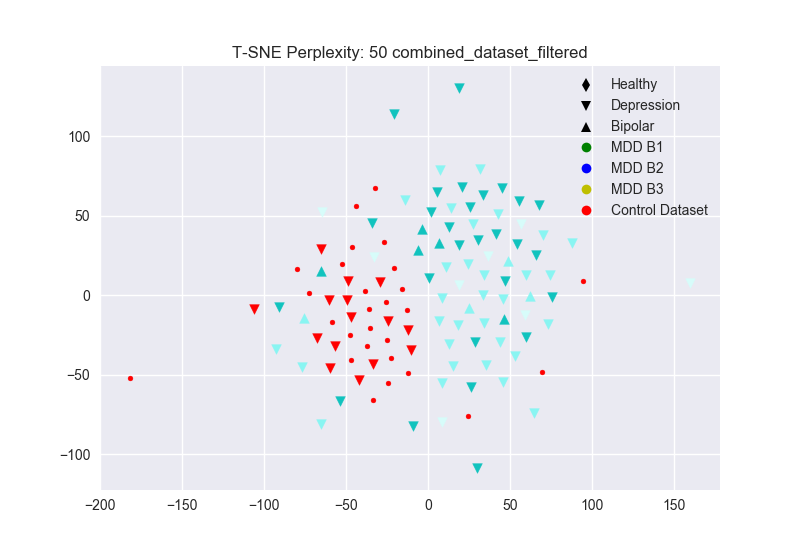 T-SNE Perplexity: 50 combined_dataset_filtered
Healthy
Depression
Bipolar
MDD B1
MDD B2
MDD B3
Control Dataset
100
50
0
−50
−100
−200 −150 −100 −50 0 50 100 150